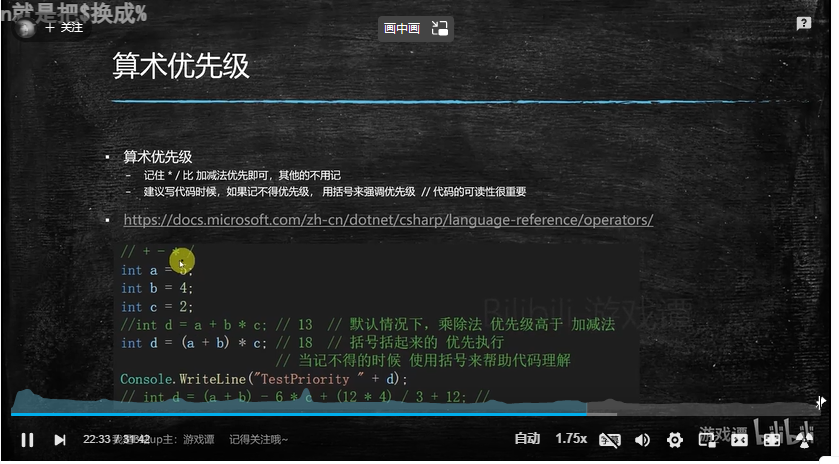 n就是把$换成%
+ 关注
画中画
?
算术优先级
▪ 算术优先级
– 记住 * / 比 加减法优先即可，其他的不用记
– 建议写代码时候，如果记不得优先级， 用括号来强调优先级 // 代码的可读性很重要
▪ https://docs.microsoft.com/zh-cn/dotnet/csharp/language-reference/operators/
// + - * /
int a = 5;
int b = 4;
int c = 2;
//int d = a + b * c; // 13 // 默认情况下，乘除法 优先级高于 加减法
int d = (a + b) * c; // 18 // 括号括起来的 优先执行
// 当记不得的时候 使用括号来帮助代码理解
Console.WriteLine("TestPriority " + d);
// int d = (a + b) - 6 * c + (12 * 4) / 3 + 12; //
Bilibili 游戏谭
22:33 / 31:42
up主：游戏谭 记得关注哦~
自动
1.75x
游戏谭 bilibili